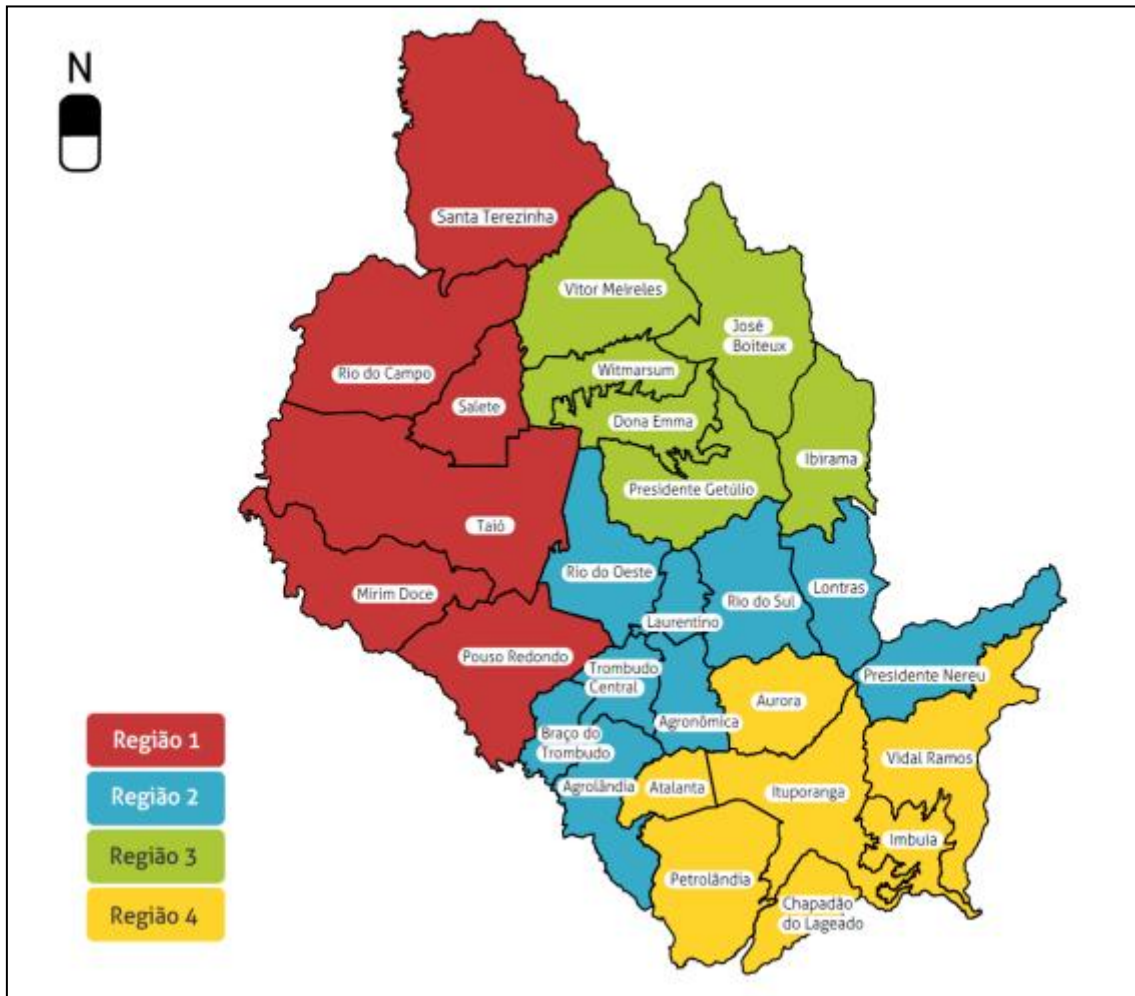 N
Santa Terezinha
Vitor Meireles
José
Boiteux
Rio do Campo
Witmarsum
Salete
Dona Emma
Ibirama
Presidente Getúlio
Taió
Rio do Oeste
Mirim Doce
Lontras
Rio do Sul
Laurentino
Pouso Redondo
Trombudo
Central
Presidente Nereu
Aurora
Agronômica
Braço do
Trombudo
Vidal Ramos
Agrolândia
Atalanta
Ituporanga
Imbuia
Petrolândia
Chapadão
do Lageado
Região 1
Região 2
Região 3
Região 4